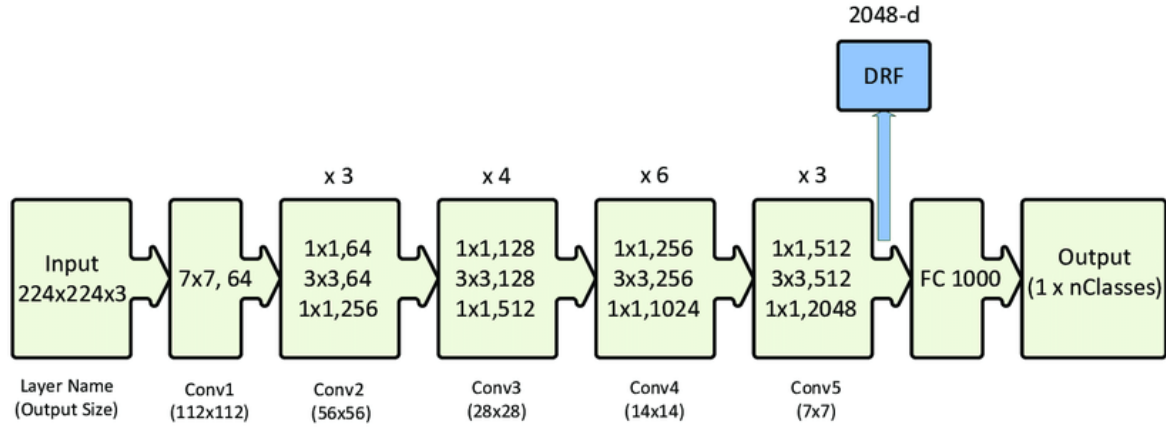 2048-d
DRF
x 3
x 4
x 6
x 3
Input
224x224x3
7x7, 64
1x1,64
3x3,64
1x1,256
1x1,128
3x3,128
1x1,512
1x1,256
3x3,256
1x1,1024
1x1,512
3x3,512
1x1,2048
FC 1000
Output
(1 x nClasses)
Layer Name
(Output Size)
Conv1
(112x112)
Conv2
(56x56)
Conv3
(28x28)
Conv4
(14x14)
Conv5
(7x7)